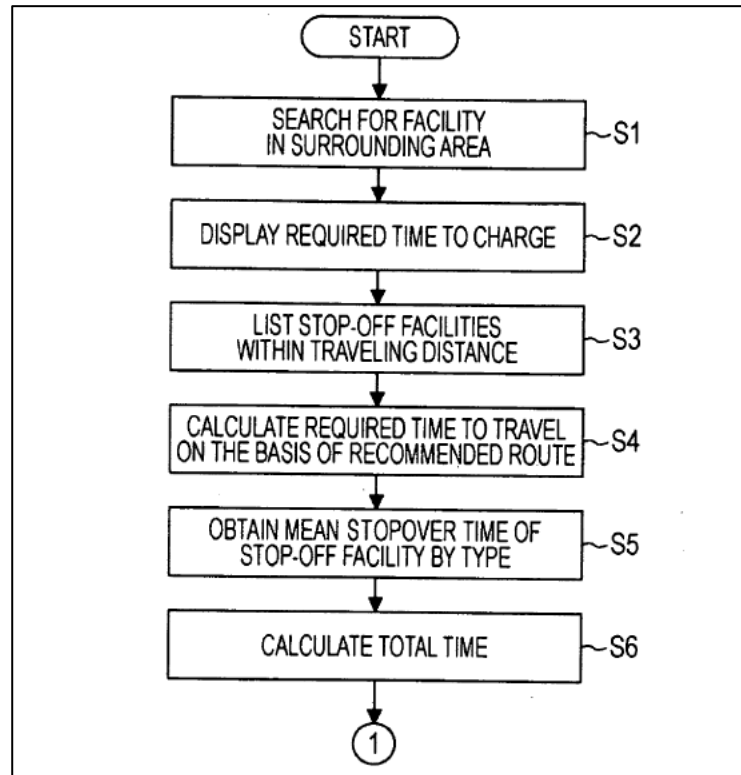 START
SEARCH FOR FACILITY
IN SURROUNDING AREA
S1
DISPLAY REQUIRED TIME TO CHARGE
S2
LIST STOP-OFF FACILITIES
WITHIN TRAVELING DISTANCE
S3
CALCULATE REQUIRED TIME TO TRAVEL
ON THE BASIS OF RECOMMENDED ROUTE
S4
OBTAIN MEAN STOPOVER TIME OF
STOP-OFF FACILITY BY TYPE
S5
CALCULATE TOTAL TIME
S6
1